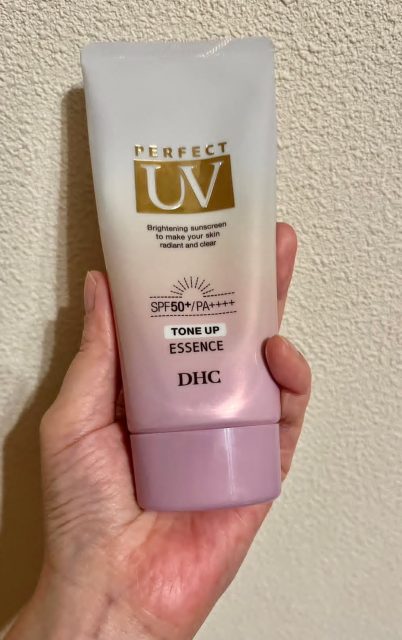 PERFECT
UV
Brightening sunscreen
to make your skin
radiant and clear
SPF50+/PA++++
TONE UP
ESSENCE
DHC